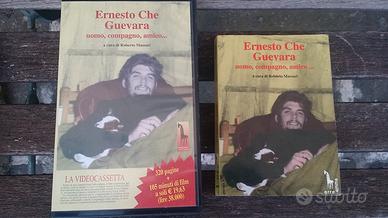 Ernesto Che
Guevara
uomo, compagno, amico...
a cura di Roberto Massari
LA VIDEOCASSETTA
320 pagine
+
105 minuti di film
a soli € 19,63
(lire 38.000)
Ernesto Che
Guevara
uomo, compagno, amico...
a cura di Roberto Massari
subito